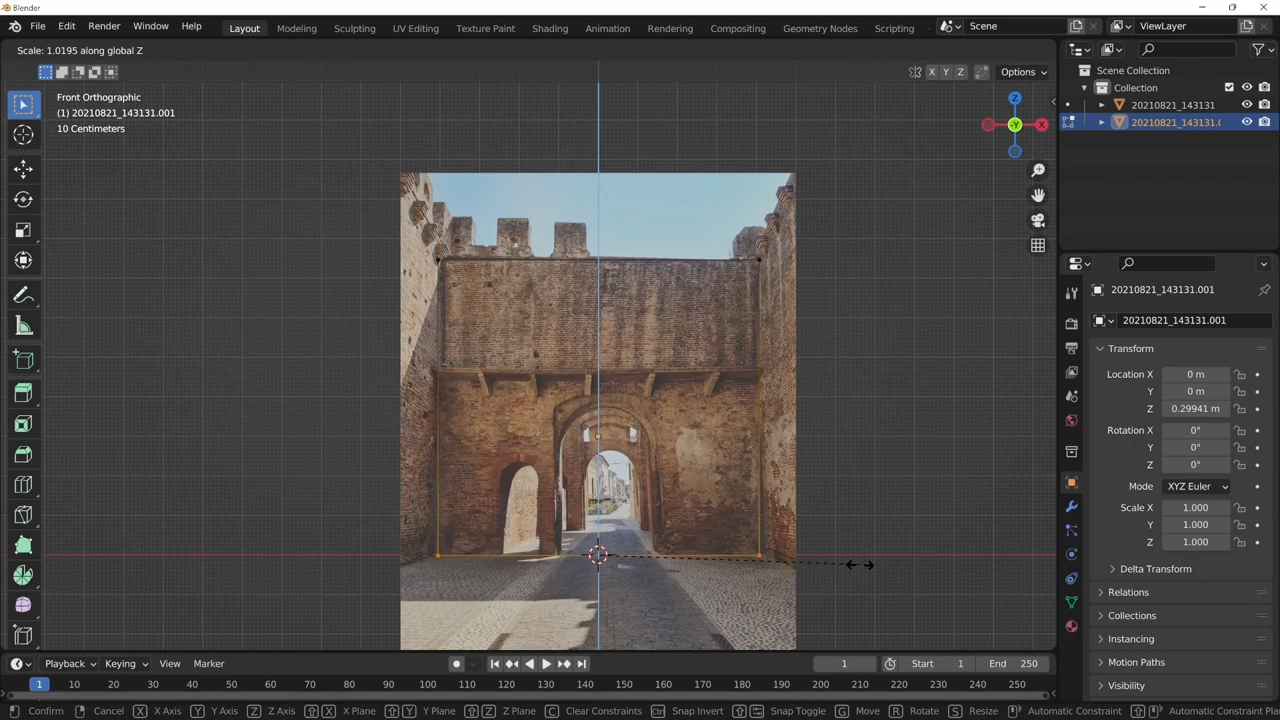 Blender
File Edit Render Window Help
Layout Modeling Sculpting UV Editing Texture Paint Shading Animation Rendering Compositing Geometry Nodes Scripting
Scene
ViewLayer
Scale: 1.0195 along global Z
X Y Z Options
Front Orthographic
(1) 20210821_143131.001
10 Centimeters
Z
-Y
X
Scene Collection
Collection
20210821_143131
20210821_143131.(
20210821_143131.001
20210821_143131.001
Transform
Location X 0 m
Y 0 m
Z 0.29941 m
Rotation X 0°
Y 0°
Z 0°
Mode XYZ Euler
Scale X 1.000
Y 1.000
Z 1.000
Delta Transform
Relations
Collections
Instancing
Motion Paths
Visibility
Playback Keying View Marker
1 Start 1 End 250
1 10 20 30 40 50 60 70 80 90 100 110 120 130 140 150 160 170 180 190 200 210 220 230 240 250
Confirm Cancel X X Axis Y Y Axis Z Z Axis X X Plane Y Y Plane Z Z Plane C Clear Constraints Ctrl Snap Invert Snap Toggle G Move R Rotate S Resize Automatic Constraint Automatic Constraint Pla